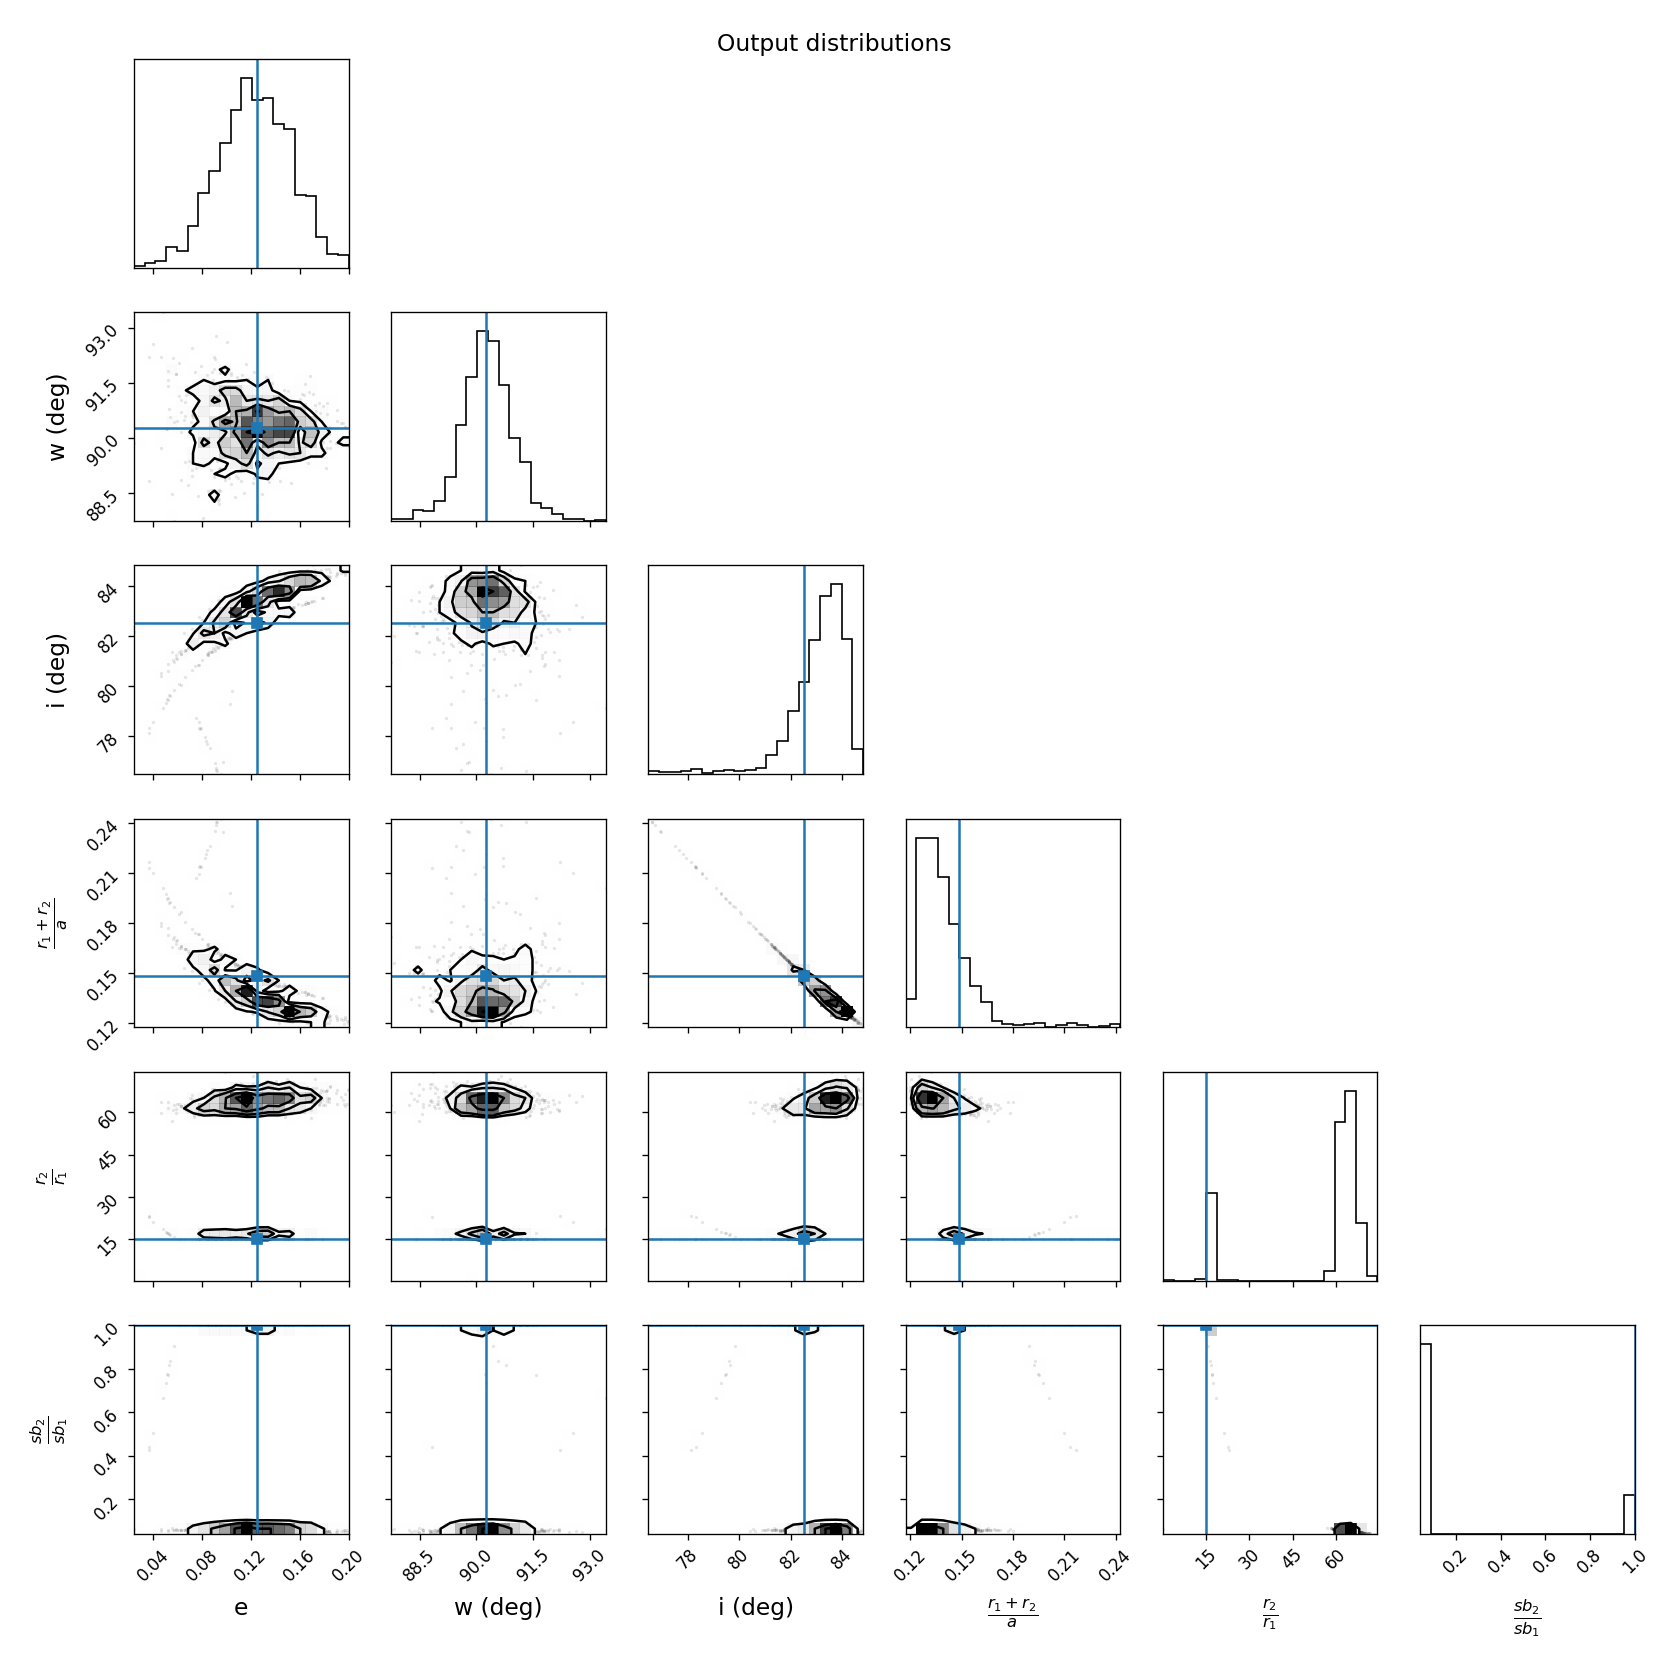 Output distributions
w (deg)
93.0
91.5
90.0
88.5
i (deg)
84
82
80
78
r₁ + r₂
a
0.24
0.21
0.18
0.15
0.12
r₂
r₁
60
45
30
15
sb₂
sb₁
1.0
0.8
0.6
0.4
0.2
0.04 0.08 0.12 0.16 0.20 88.5 90.0 91.5 93.0 78 80 82 84 0.12 0.15 0.18 0.21 0.24 15 30 45 60 0.2 0.4 0.6 0.8 1.0
e w (deg) i (deg)
r₁ + r₂
a
r₂
r₁
sb₂
sb₁